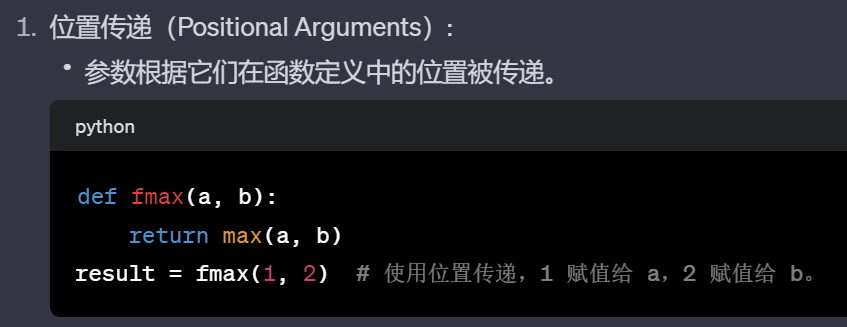 1. 位置传递（Positional Arguments）:
• 参数根据它们在函数定义中的位置被传递。
python
def fmax(a, b):
    return max(a, b)
result = fmax(1, 2)  # 使用位置传递，1 赋值给 a，2 赋值给 b。